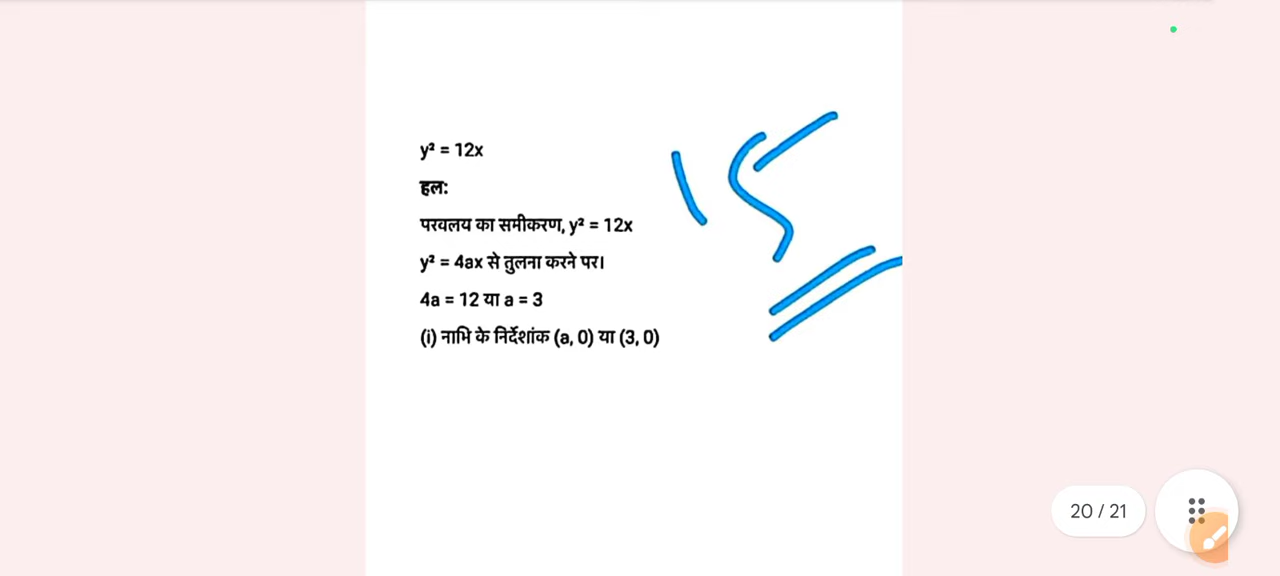 y² = 12x
हल:
परवलय का समीकरण, y² = 12x
y² = 4ax से तुलना करने पर।
4a = 12 या a = 3
(i) नाभि के निर्देशांक (a, 0) या (3, 0)
15
20 / 21